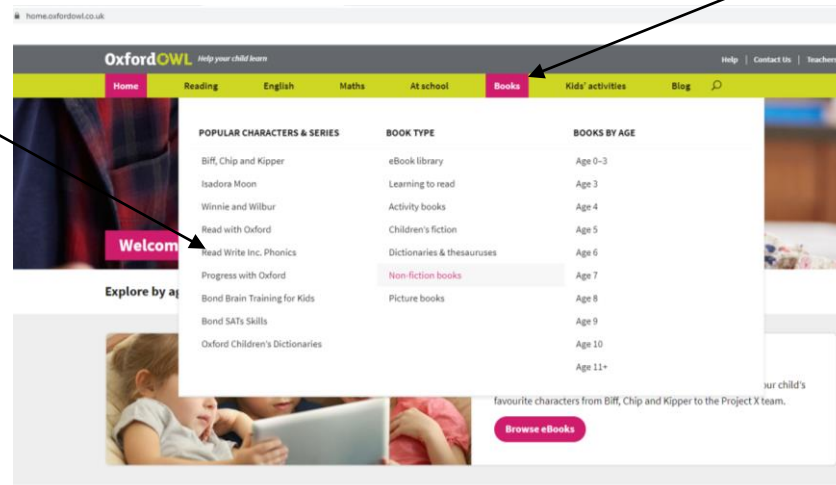 home.oxfordowl.co.uk
OxfordOWL Help your child learn
Help | Contact Us | Teachers
Home Reading English Maths At school Books Kids' activities Blog
POPULAR CHARACTERS & SERIES
Biff, Chip and Kipper
Isadora Moon
Winnie and Wilbur
Read with Oxford
Read Write Inc. Phonics
Progress with Oxford
Bond Brain Training for Kids
Bond SATs Skills
Oxford Children's Dictionaries
BOOK TYPE
eBook library
Learning to read
Activity books
Children's fiction
Dictionaries & thesauruses
Non-fiction books
Picture books
BOOKS BY AGE
Age 0–3
Age 3
Age 4
Age 5
Age 6
Age 7
Age 8
Age 9
Age 10
Age 11+
Welcom
Explore by ag
ur child's
favourite characters from Biff, Chip and Kipper to the Project X team.
Browse eBooks